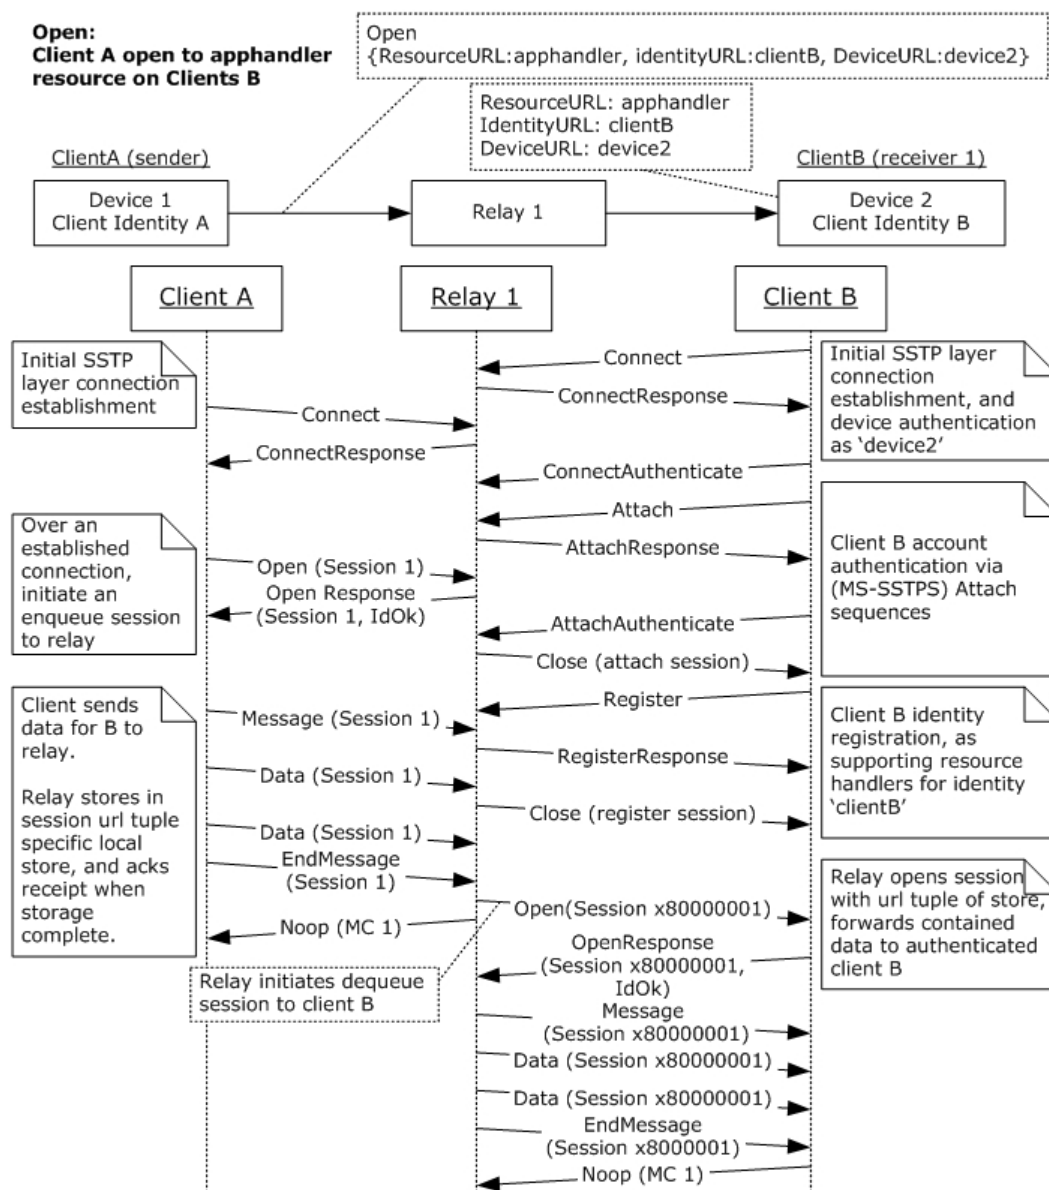 Open:
Client A open to apphandler
resource on Clients B
Open
{ResourceURL:apphandler, identityURL:clientB, DeviceURL:device2}
ResourceURL: apphandler
IdentityURL: clientB
DeviceURL: device2
ClientA (sender)
ClientB (receiver 1)
Device 1
Client Identity A
Relay 1
Device 2
Client Identity B
Client A
Relay 1
Client B
Initial SSTP
layer connection
establishment
Connect
ConnectResponse
Initial SSTP layer
connection
establishment, and
device authentication
as ‘device2’
Connect
ConnectResponse
ConnectAuthenticate
Attach
AttachResponse
Client B account
authentication via
(MS-SSTPS) Attach
sequences
Over an
established
connection,
initiate an
enqueue session
to relay
Open (Session 1)
Open Response
(Session 1, IdOk)
AttachAuthenticate
Close (attach session)
Register
Client sends
data for B to
relay.
Relay stores in
session url tuple
specific local
store, and acks
receipt when
storage
complete.
Message (Session 1)
RegisterResponse
Client B identity
registration, as
supporting resource
handlers for identity
‘clientB’
Data (Session 1)
Close (register session)
Data (Session 1)
EndMessage
(Session 1)
Open(Session x80000001)
Noop (MC 1)
Relay opens session
with url tuple of store,
forwards contained
data to authenticated
client B
OpenResponse
(Session x80000001,
IdOk)
Relay initiates dequeue
session to client B
Message
(Session x80000001)
Data (Session x80000001)
Data (Session x80000001)
EndMessage
(Session x8000001)
Noop (MC 1)